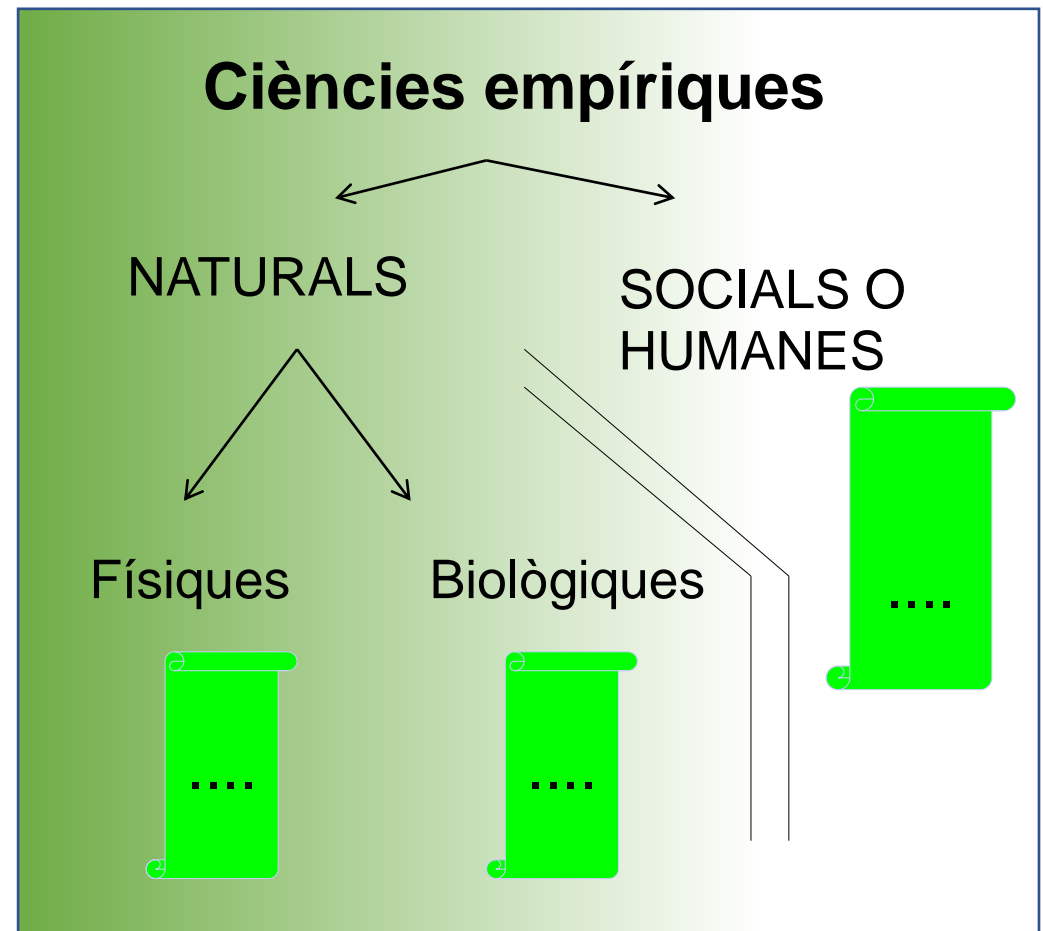 Ciències empíriques
NATURALS
SOCIALS O
HUMANES
Físiques
Biològiques
....
....
....